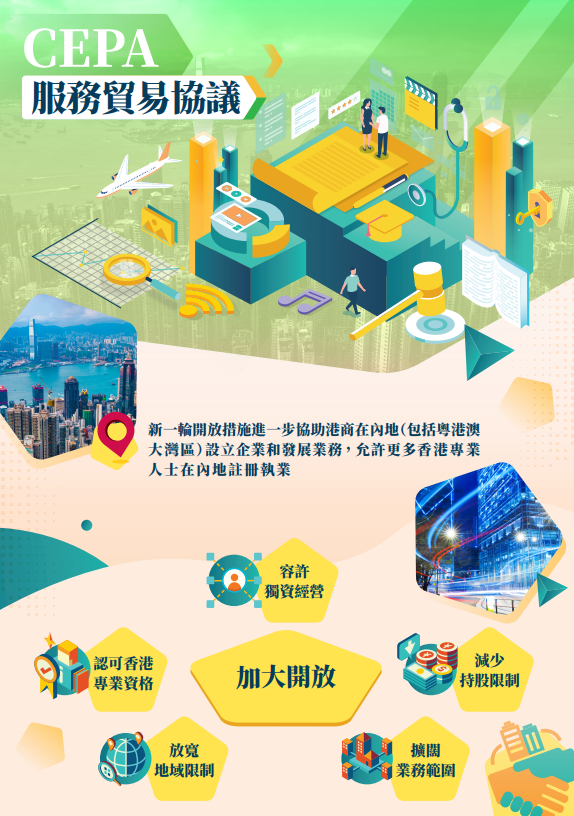 CEPA
服務貿易協議
新一輪開放措施進一步協助港商在內地(包括粵港澳
大灣區)設立企業和發展業務，允許更多香港專業
人士在內地註冊執業
容許
獨資經營
認可香港
專業資格
加大開放
減少
持股限制
放寬
地域限制
擴闊
業務範圍